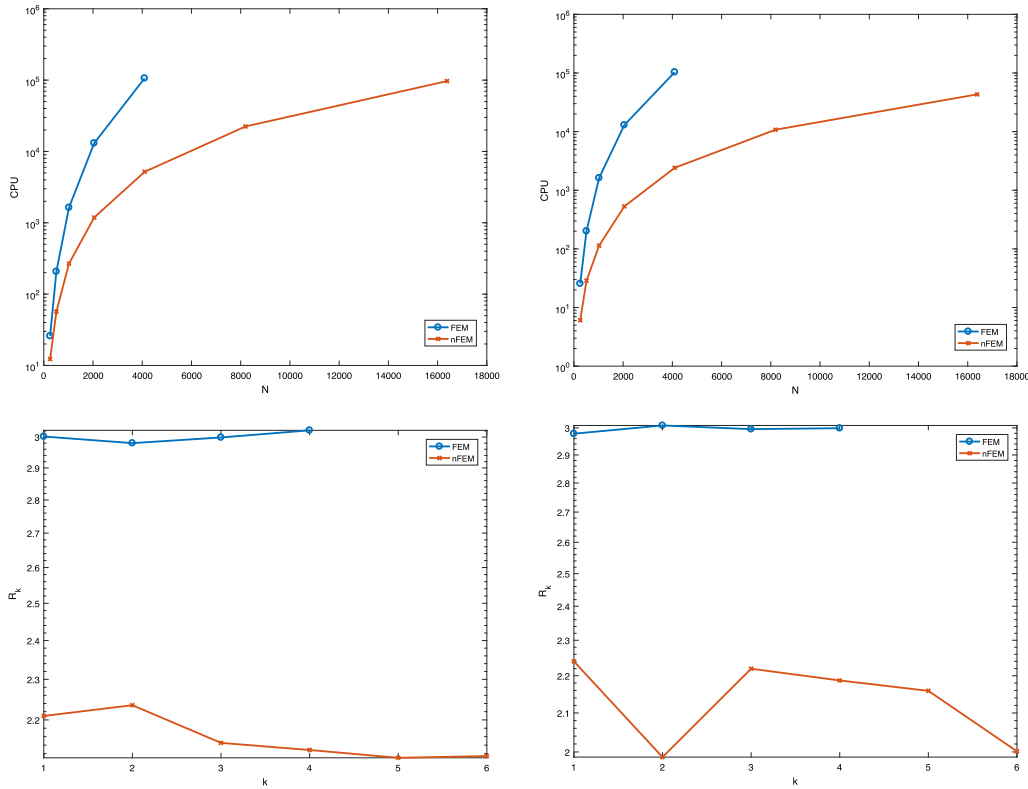 10^6
10^5
10^4
10^3
10^2
10^1
CPU
0 2000 4000 6000 8000 10000 12000 14000 16000 18000
N
FEM
nFEM
10^6
10^5
10^4
10^3
10^2
10^1
10^0
CPU
0 2000 4000 6000 8000 10000 12000 14000 16000 18000
N
FEM
nFEM
3
2.9
2.8
2.7
2.6
2.5
2.4
2.3
2.2
R_k
1 2 3 4 5 6
k
FEM
nFEM
3
2.9
2.8
2.7
2.6
2.5
2.4
2.3
2.2
2.1
2
R_k
1 2 3 4 5 6
k
FEM
nFEM